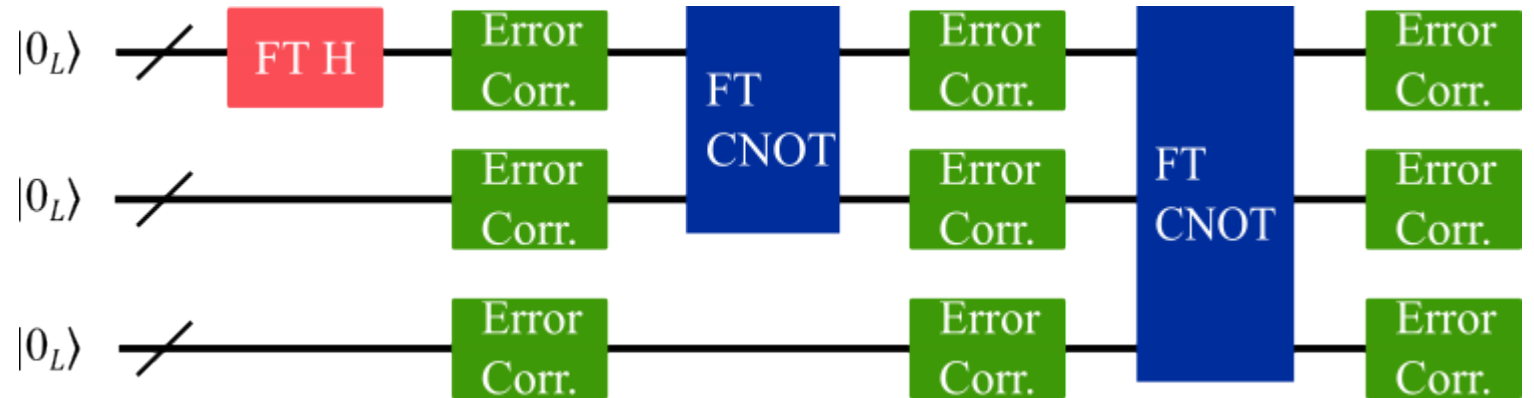 |0_L⟩ FT H Error Corr. FT CNOT Error Corr. FT CNOT Error Corr.
|0_L⟩ Error Corr. Error Corr. Error Corr.
|0_L⟩ Error Corr. Error Corr. Error Corr.